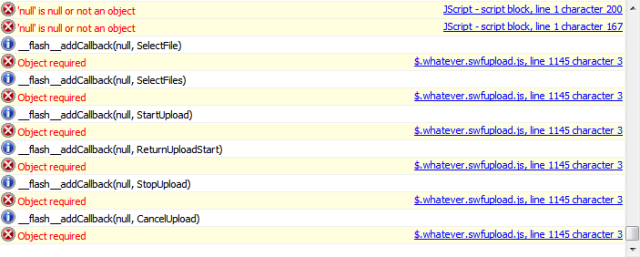 'null' is null or not an object JScript - script block, line 1 character 200
'null' is null or not an object JScript - script block, line 1 character 167
__flash__addCallback(null, SelectFile)
Object required $.whatever.swfupload.js, line 1145 character 3
__flash__addCallback(null, SelectFiles)
Object required $.whatever.swfupload.js, line 1145 character 3
__flash__addCallback(null, StartUpload)
Object required $.whatever.swfupload.js, line 1145 character 3
__flash__addCallback(null, ReturnUploadStart)
Object required $.whatever.swfupload.js, line 1145 character 3
__flash__addCallback(null, StopUpload)
Object required $.whatever.swfupload.js, line 1145 character 3
__flash__addCallback(null, CancelUpload)
Object required $.whatever.swfupload.js, line 1145 character 3